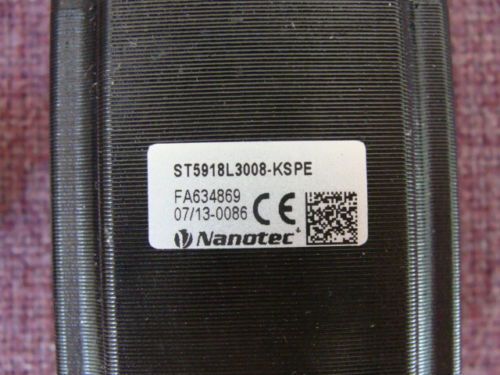 ST5918L3008-KSPE
FA634869
07/13-0086 CE
Nanotec